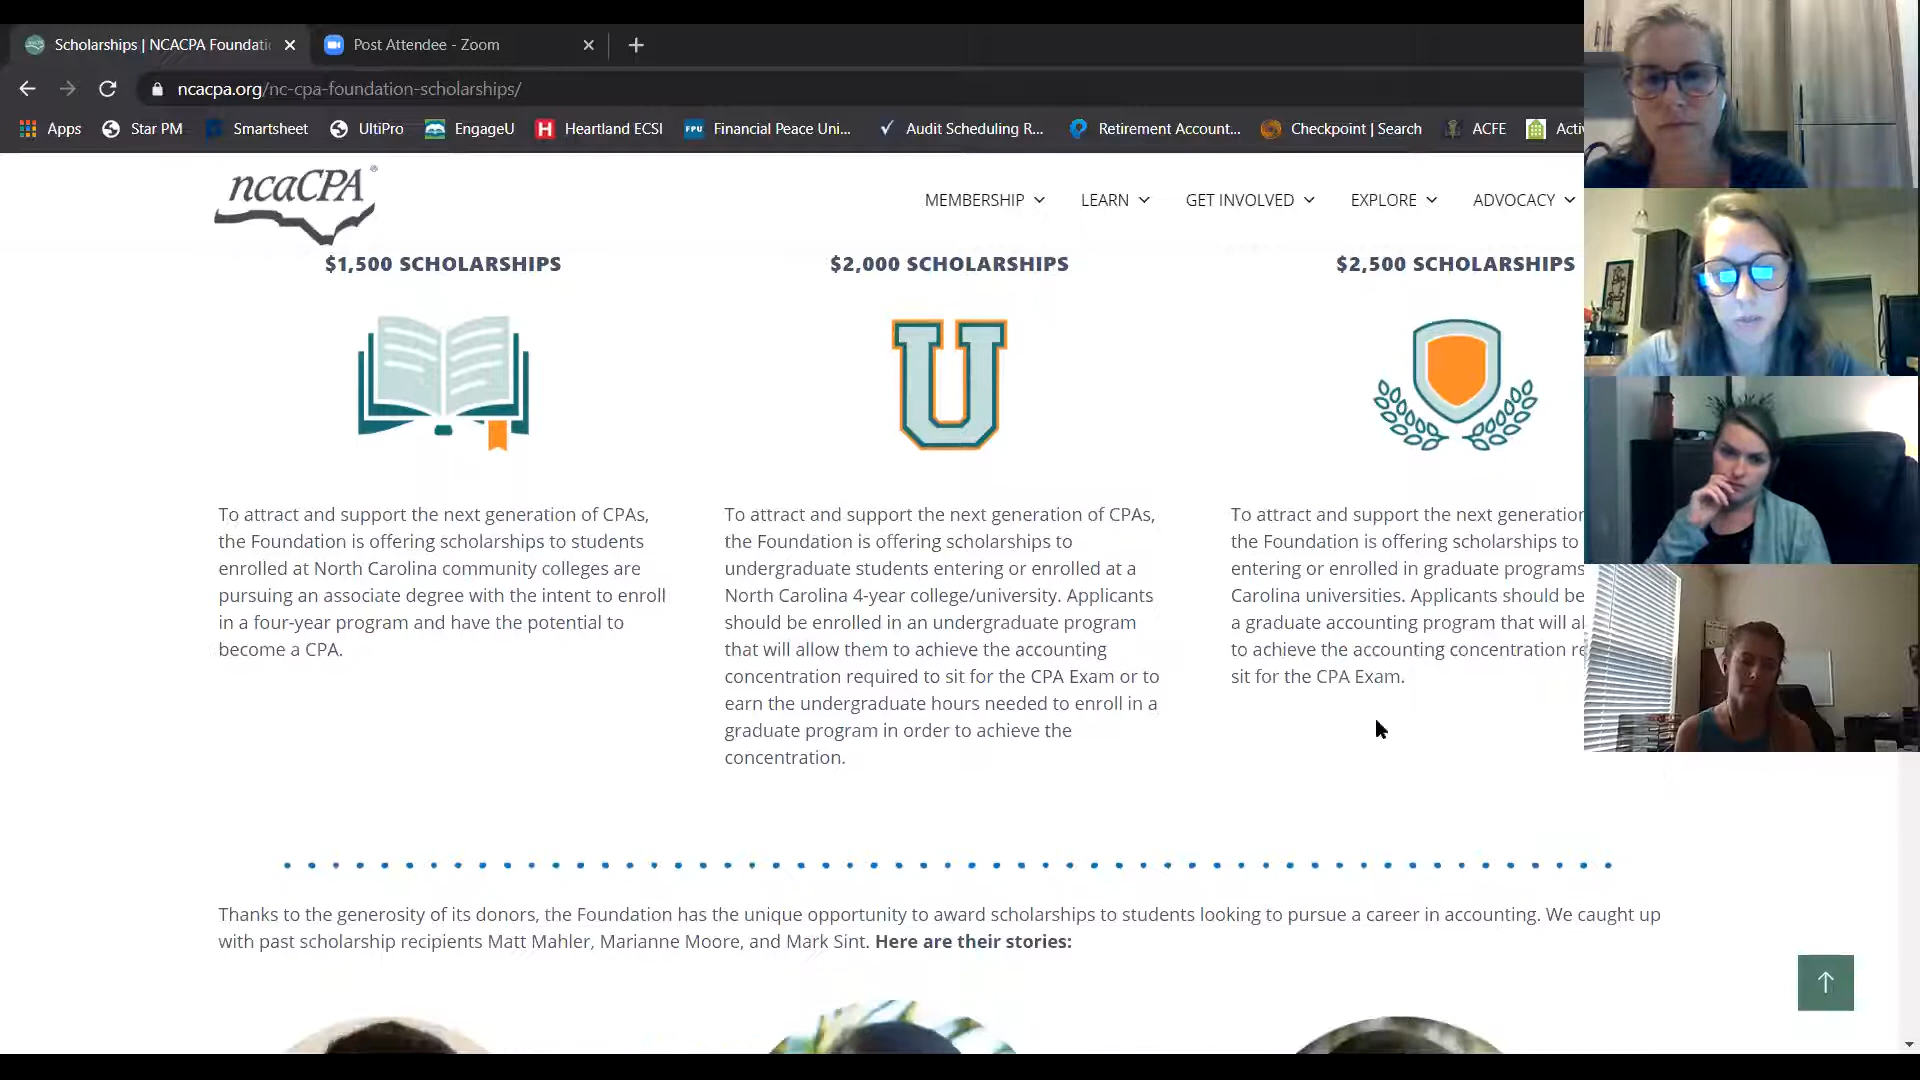 Scholarships | NCACPA Foundati
Post Attendee - Zoom
ncacpa.org/nc-cpa-foundation-scholarships/
Apps
Star PM
Smartsheet
UltiPro
EngageU
Heartland ECSI
FPU
Financial Peace Uni...
Audit Scheduling R...
Retirement Account...
Checkpoint | Search
ACFE
Activ
ncaCPA®
MEMBERSHIP
LEARN
GET INVOLVED
EXPLORE
ADVOCACY
$1,500 SCHOLARSHIPS
To attract and support the next generation of CPAs,
the Foundation is offering scholarships to students
enrolled at North Carolina community colleges are
pursuing an associate degree with the intent to enroll
in a four-year program and have the potential to
become a CPA.
$2,000 SCHOLARSHIPS
U
To attract and support the next generation of CPAs,
the Foundation is offering scholarships to
undergraduate students entering or enrolled at a
North Carolina 4-year college/university. Applicants
should be enrolled in an undergraduate program
that will allow them to achieve the accounting
concentration required to sit for the CPA Exam or to
earn the undergraduate hours needed to enroll in a
graduate program in order to achieve the
concentration.
$2,500 SCHOLARSHIPS
To attract and support the next generation
the Foundation is offering scholarships to
entering or enrolled in graduate programs
Carolina universities. Applicants should be
a graduate accounting program that will al
to achieve the accounting concentration re
sit for the CPA Exam.
Thanks to the generosity of its donors, the Foundation has the unique opportunity to award scholarships to students looking to pursue a career in accounting. We caught up
with past scholarship recipients Matt Mahler, Marianne Moore, and Mark Sint. Here are their stories: